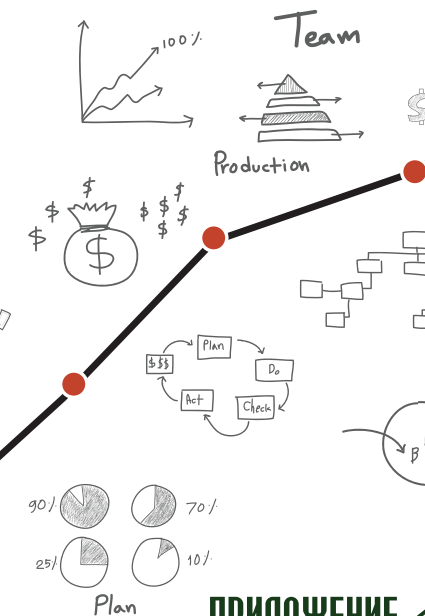 Team
100%
Production
$
$ $ $ $
$ $ $
$
Plan
$$$
Do
Act
Check
B
90%
70%
25%
10%
Plan
ПРИЛОЖЕНИЕ